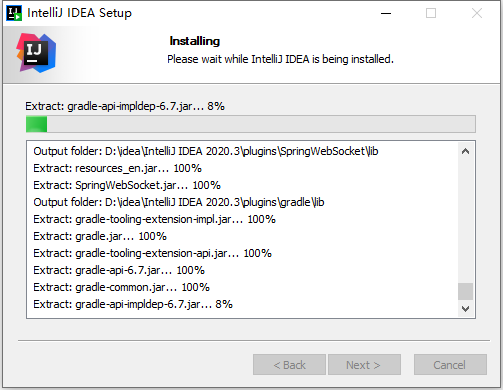 IntelliJ IDEA Setup
IJ
Installing
Please wait while IntelliJ IDEA is being installed.
Extract: gradle-api-impldep-6.7.jar... 8%
Output folder: D:\idea\IntelliJ IDEA 2020.3\plugins\SpringWebSocket\lib
Extract: resources_en.jar... 100%
Extract: SpringWebSocket.jar... 100%
Output folder: D:\idea\IntelliJ IDEA 2020.3\plugins\gradle\lib
Extract: gradle-tooling-extension-impl.jar... 100%
Extract: gradle.jar... 100%
Extract: gradle-tooling-extension-api.jar... 100%
Extract: gradle-api-6.7.jar... 100%
Extract: gradle-common.jar... 100%
Extract: gradle-api-impldep-6.7.jar... 8%
< Back Next > Cancel